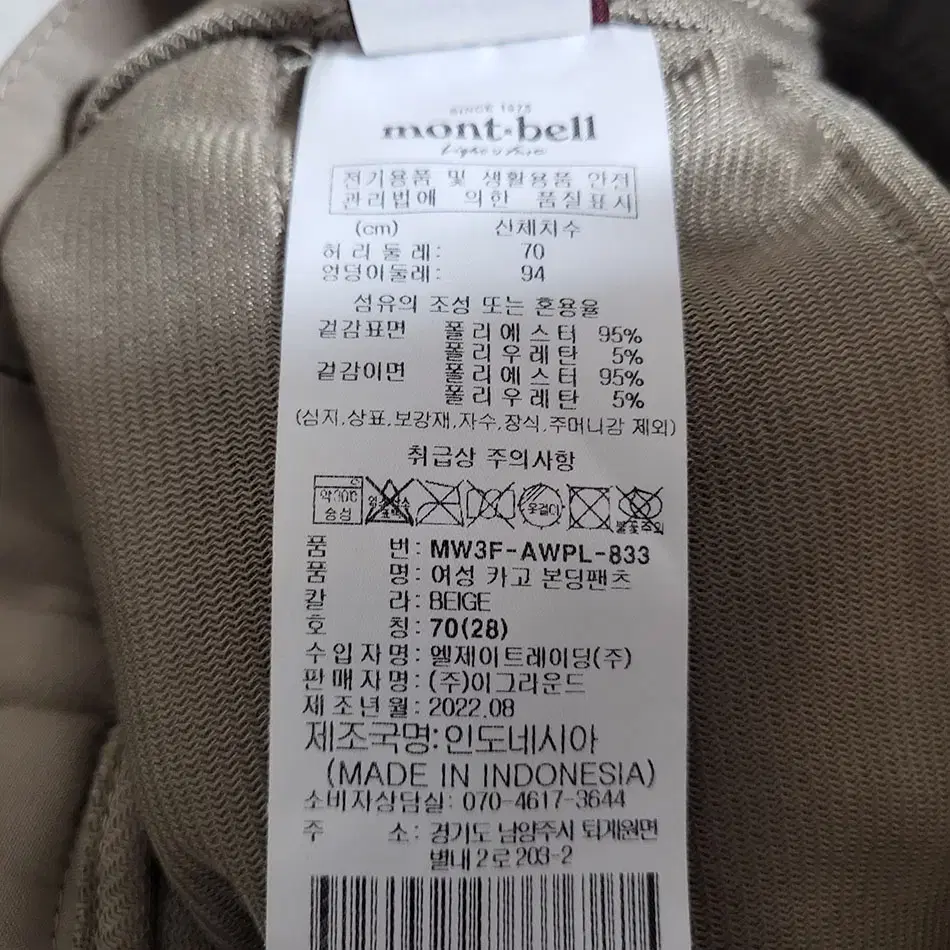 SINCE 1975
mont-bell
Light & Fast
전기용품 및 생활용품 안전
관리법에 의한 품질표시
(cm) 신체치수
허리둘레: 70
엉덩이둘레: 94
섬유의 조성 또는 혼용율
겉감표면 폴리에스터 95%
폴리우레탄 5%
겉감이면 폴리에스터 95%
폴리우레탄 5%
(심지,상표,보강재,자수,장식,주머니감 제외)
취급상 주의사항
약30℃
중성
옷걸이
불꽃주의
품 번: MW3F-AWPL-833
품 명: 여성 카고 본딩팬츠
칼 라: BEIGE
호 칭: 70(28)
수입자명: 엘제이트레이딩(주)
판매자명: (주)이그라운드
제조년월: 2022.08
제조국명:인도네시아
(MADE IN INDONESIA)
소비자상담실: 070-4617-3644
주 소: 경기도 남양주시 퇴계원면
별내2로 203-2